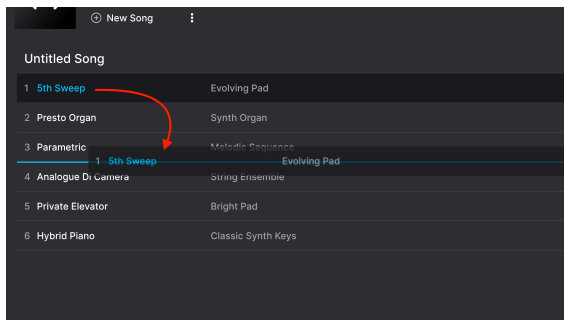 New Song
Untitled Song
1 5th Sweep Evolving Pad
2 Presto Organ Synth Organ
3 Parametric Melodic Sequence
1 5th Sweep Evolving Pad
4 Analogue Di Camera String Ensemble
5 Private Elevator Bright Pad
6 Hybrid Piano Classic Synth Keys